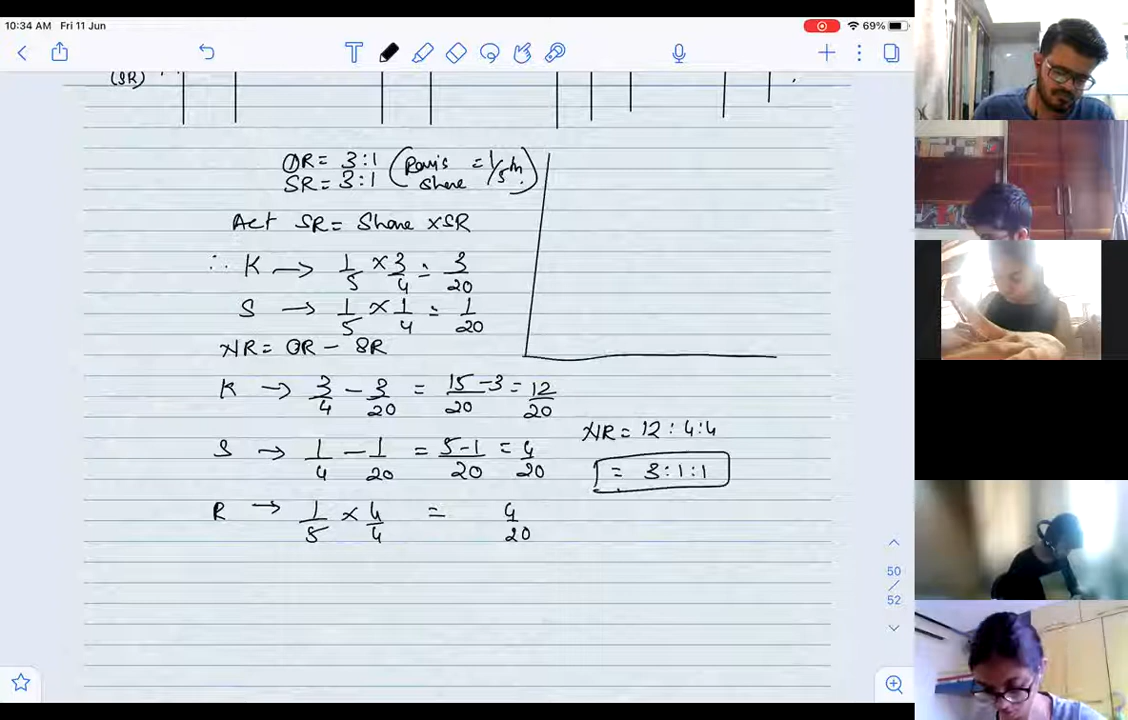 10:34 AM Fri 11 Jun
69%
T
(SR)
OR = 3:1 (Ravi's = 1/5th.
SR = 3:1 Share )
Act SR = Share × SR
∴ K → 1/5 × 3/4 = 3/20
S → 1/5 × 1/4 = 1/20
NR = OR − SR
K → 3/4 − 3/20 = 15-3/20 = 12/20
S → 1/4 − 1/20 = 5-1/20 = 4/20
NR = 12:4:4
= 3:1:1
R → 1/5 × 4/4 = 4/20
50
/
52